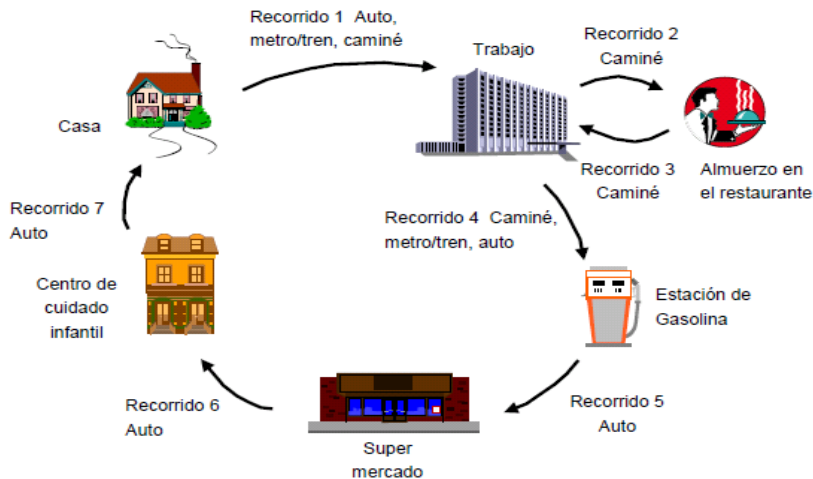 Recorrido 1  Auto,
metro/tren, caminé
Trabajo
Recorrido 2
Caminé
Casa
Recorrido 3
Caminé
Almuerzo en
el restaurante
Recorrido 7
Auto
Recorrido 4  Caminé,
metro/tren, auto
Centro de
cuidado
infantil
Estación de
Gasolina
Recorrido 6
Auto
Recorrido 5
Auto
Super
mercado